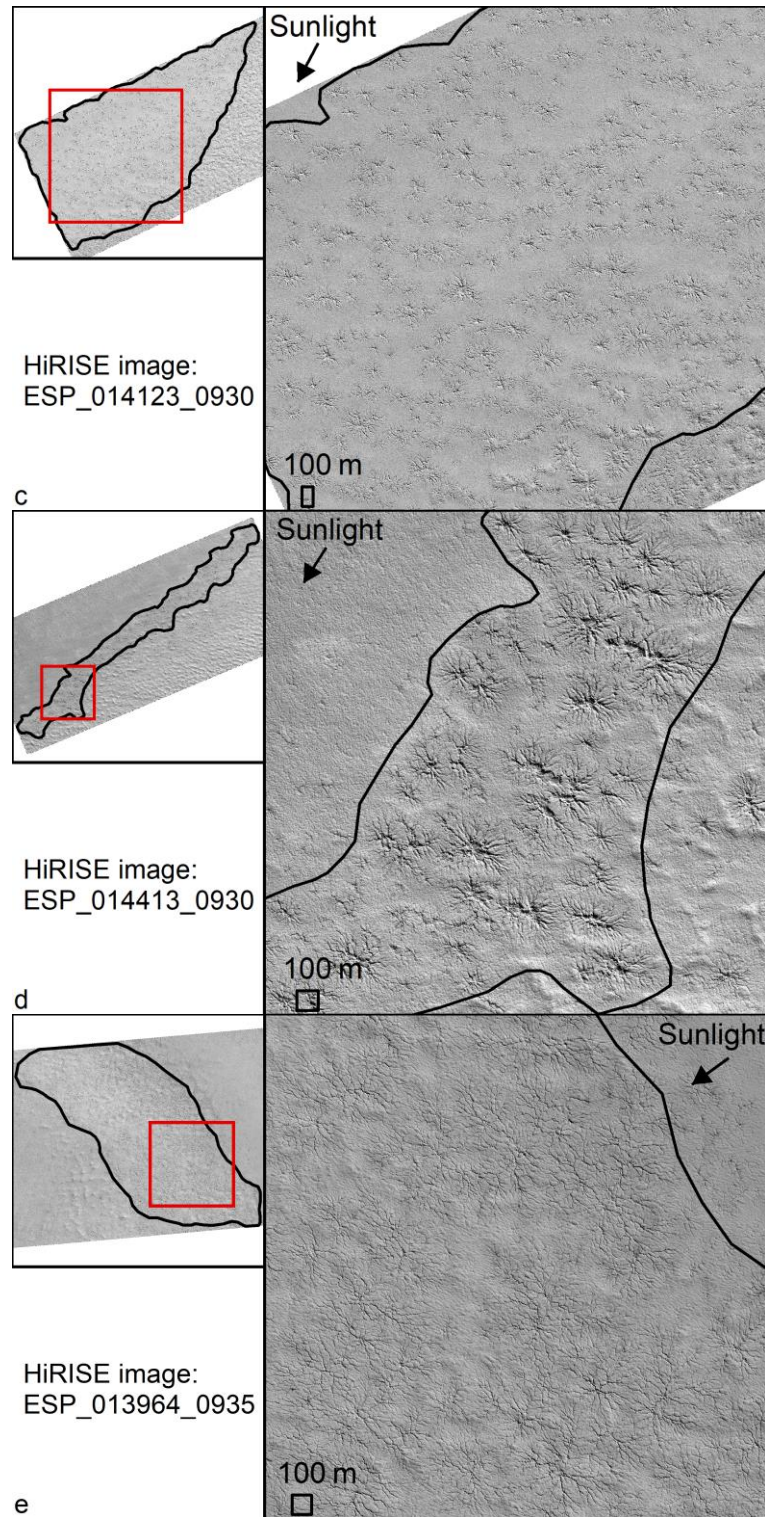 Sunlight
HiRISE image:
ESP_014123_0930
100 m
c
Sunlight
HiRISE image:
ESP_014413_0930
100 m
d
Sunlight
HiRISE image:
ESP_013964_0935
100 m
e